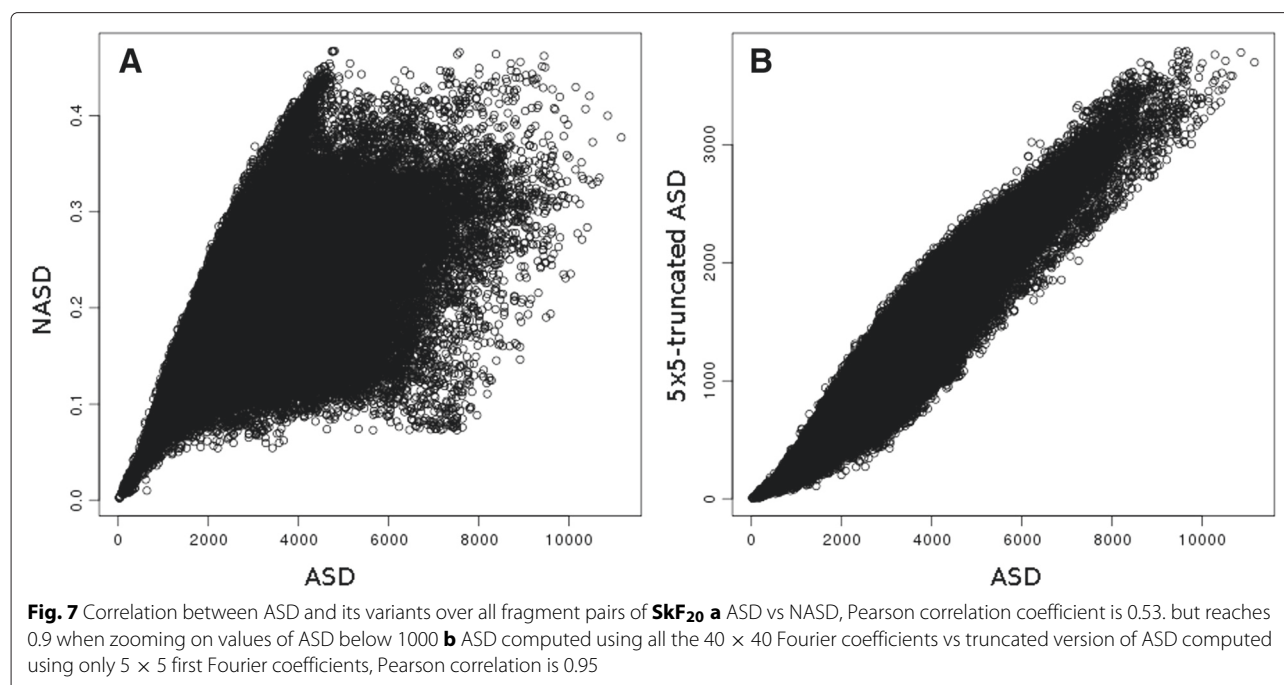 A
NASD
0.4
0.3
0.2
0.1
0.0
0 2000 4000 6000 8000 10000
ASD
B
5x5-truncated ASD
3000
2000
1000
0
0 2000 4000 6000 8000 10000
ASD
Fig. 7 Correlation between ASD and its variants over all fragment pairs of SkF20 a ASD vs NASD, Pearson correlation coefficient is 0.53. but reaches
0.9 when zooming on values of ASD below 1000 b ASD computed using all the 40 × 40 Fourier coefficients vs truncated version of ASD computed
using only 5 × 5 first Fourier coefficients, Pearson correlation is 0.95